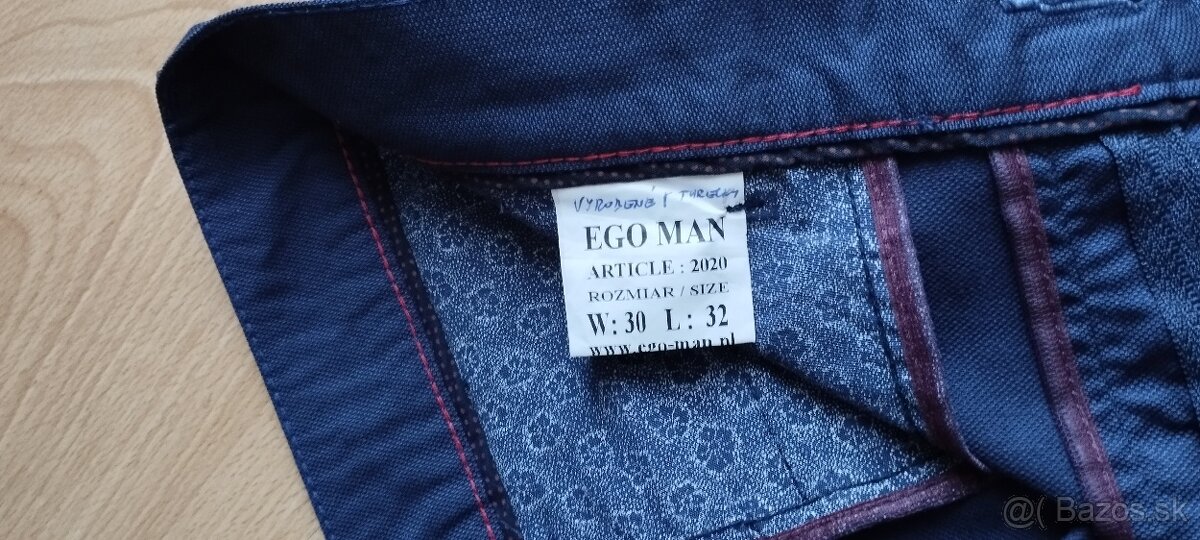 VYROBENÉ V TURECKU
EGO MAN
ARTICLE : 2020
ROZMIAR / SIZE
W: 30 L: 32
www.ego-man.pl
@( Bazos.sk